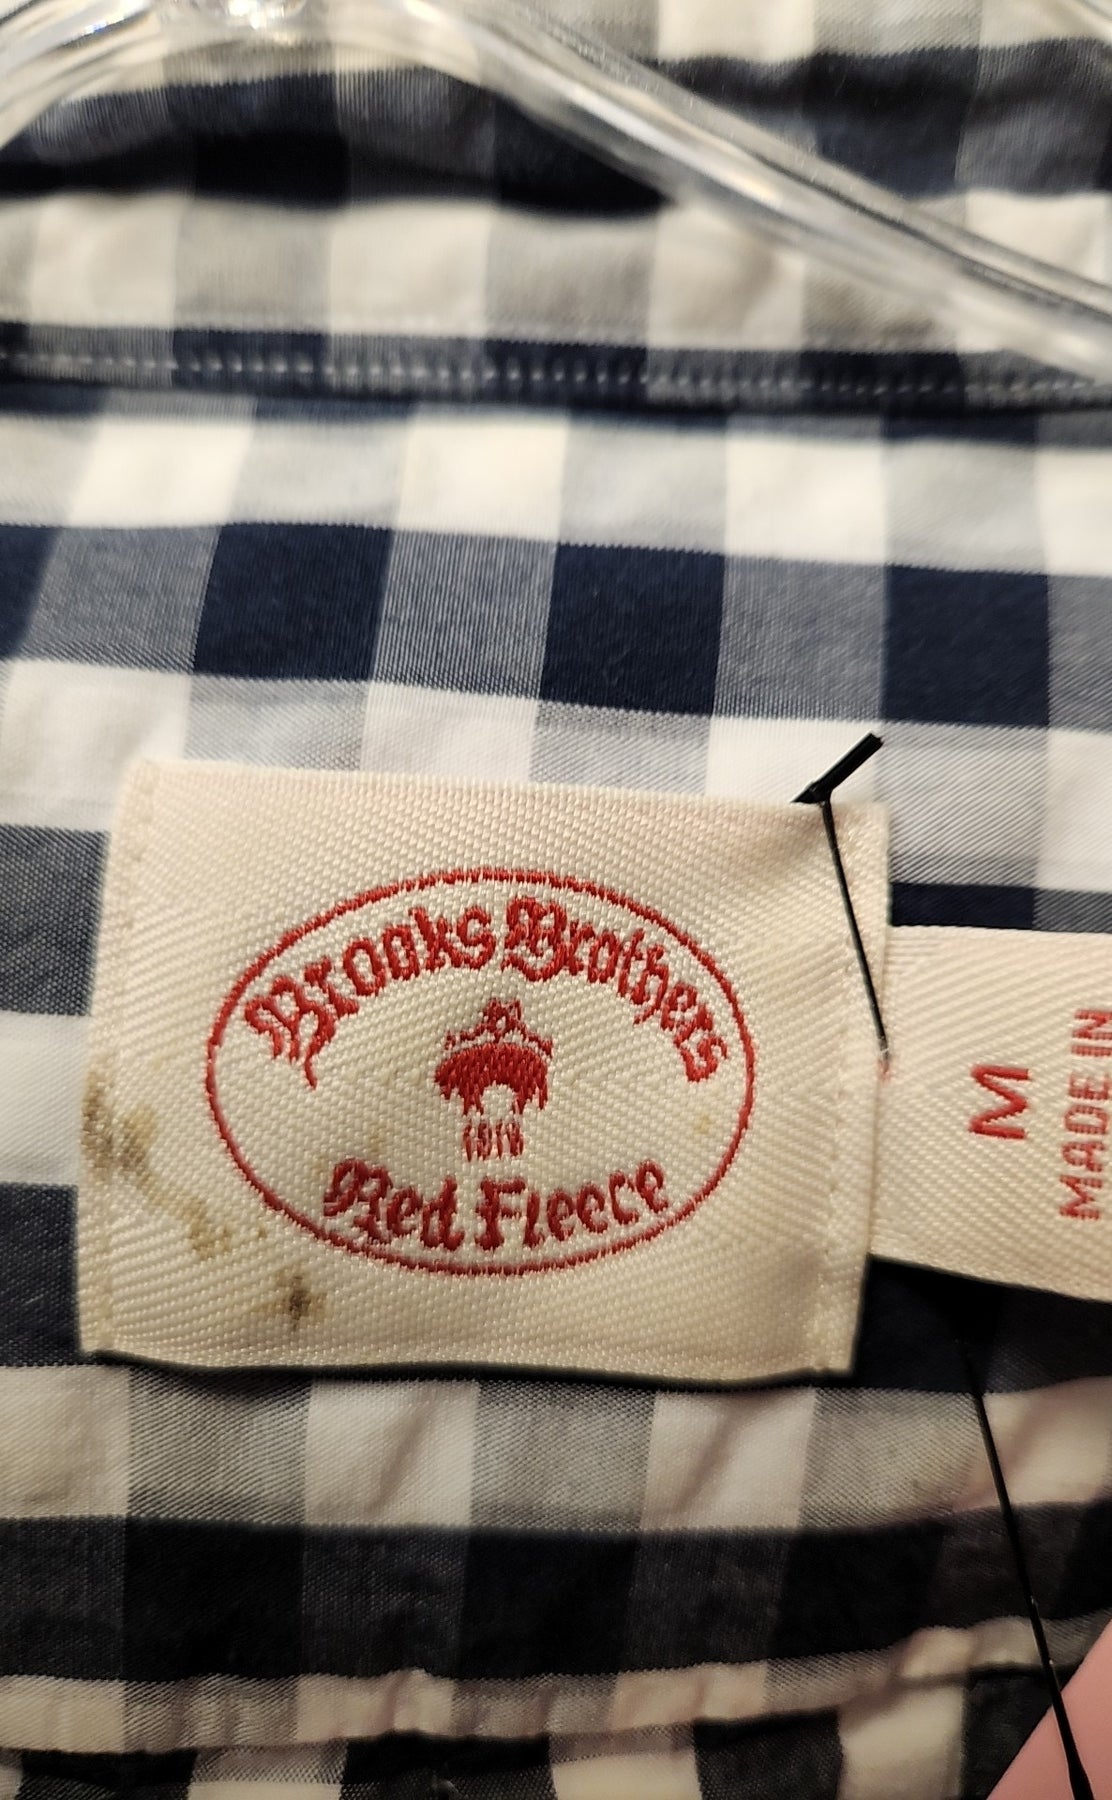 Brooks Brothers
1818
Red Fleece
M
MADE IN